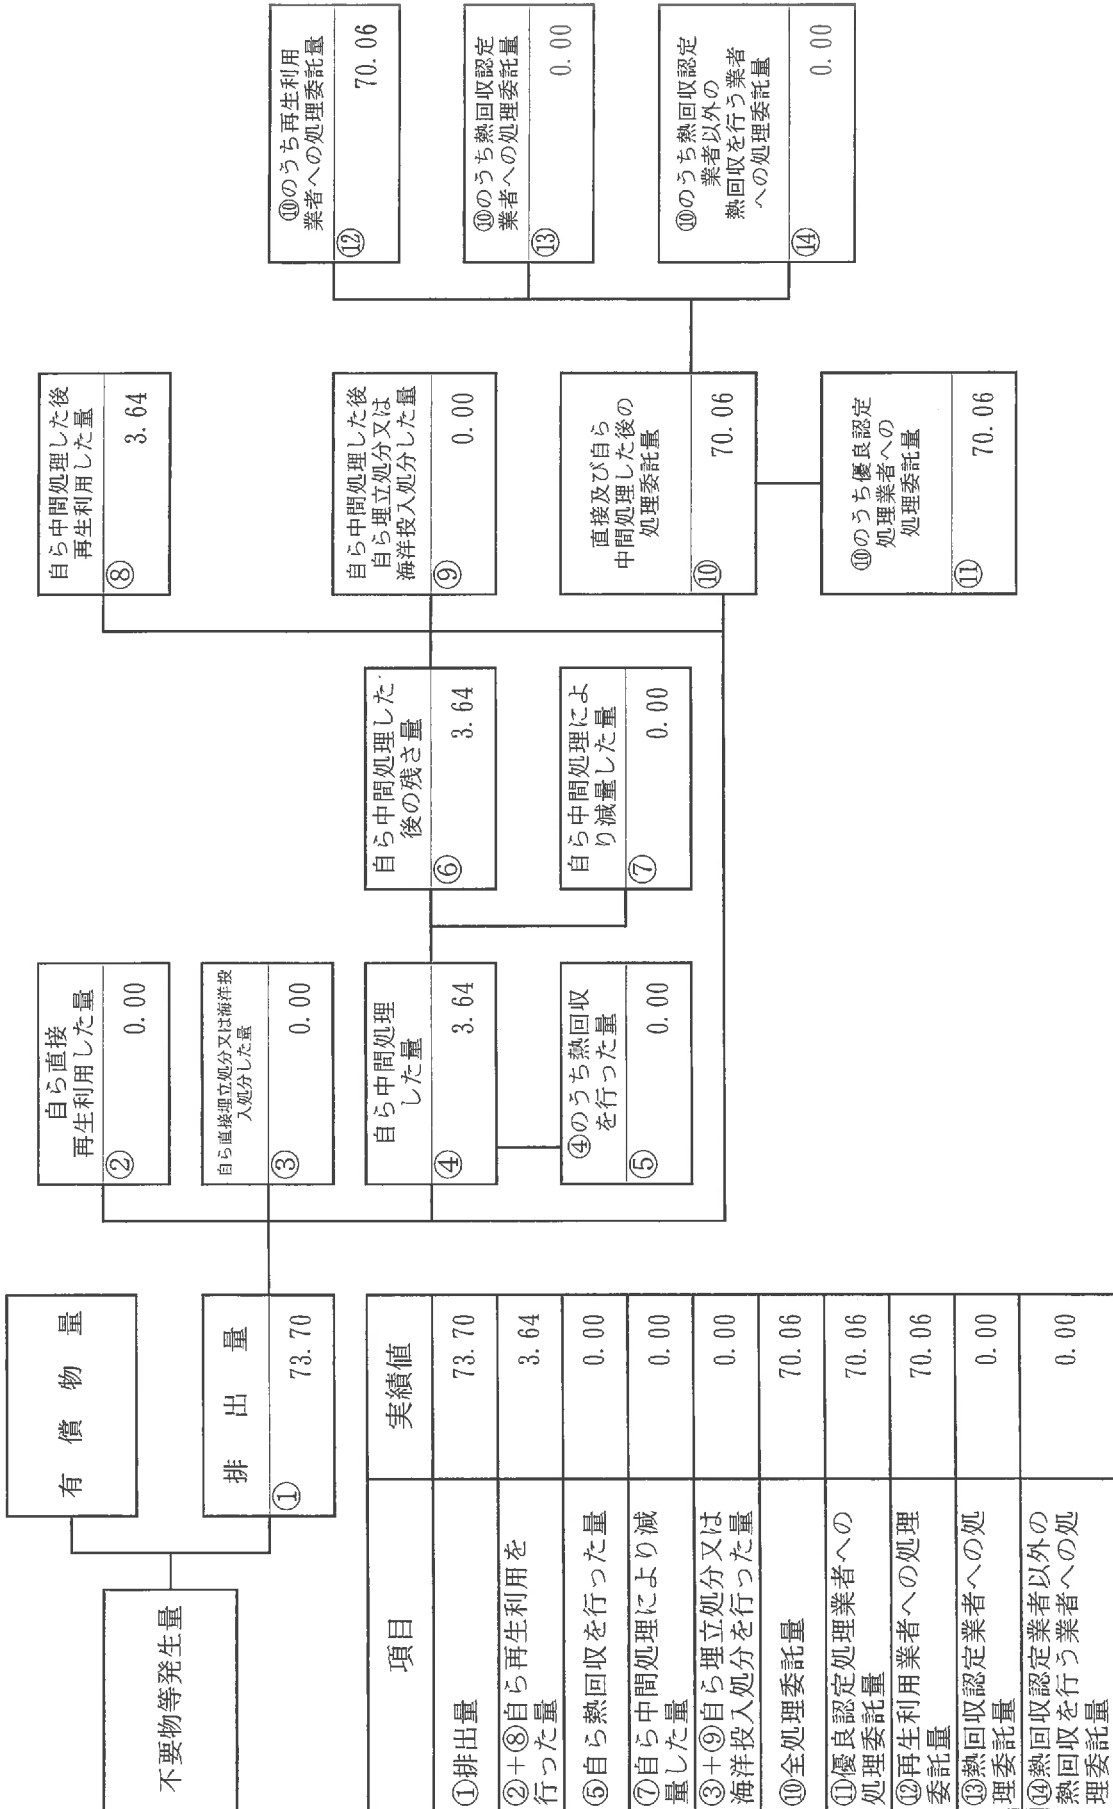 不要物等発生量
有償物量
排出量
① 73.70
自ら直接
再生利用した量
② 0.00
自ら直接埋立処分又は海洋投
入処分した量
③ 0.00
自ら中間処理
した量
④ 3.64
④のうち熱回収
を行った量
⑤ 0.00
自ら中間処理した
後の残さ量
⑥ 3.64
自ら中間処理によ
り減量した量
⑦ 0.00
自ら中間処理した後
再生利用した量
⑧ 3.64
自ら中間処理した後
自ら埋立処分又は
海洋投入処分した量
⑨ 0.00
直接及び自ら
中間処理した後の
処理委託量
⑩ 70.06
⑩のうち優良認定
処理業者への
処理委託量
⑪ 70.06
⑩のうち再生利用
業者への処理委託量
⑫ 70.06
⑩のうち熱回収認定
業者への処理委託量
⑬ 0.00
⑩のうち熱回収認定
業者以外の
熱回収を行う業者
への処理委託量
⑭ 0.00
項目 実績値
①排出量 73.70
②+⑧自ら再生利用を
行った量 3.64
⑤自ら熱回収を行った量 0.00
⑦自ら中間処理により減
量した量 0.00
③+⑨自ら埋立処分又は
海洋投入処分を行った量 0.00
⑩全処理委託量 70.06
⑪優良認定処理業者への
処理委託量 70.06
⑫再生利用業者への処理
委託量 70.06
⑬熱回収認定業者への処
理委託量 0.00
⑭熱回収認定業者以外の
熱回収を行う業者への処
理委託量 0.00